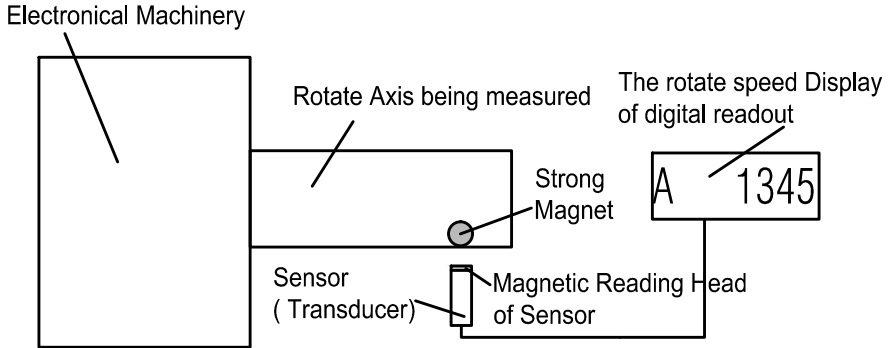 Electronical Machinery
Rotate Axis being measured
The rotate speed Display
of digital readout
A 1345
Strong
Magnet
Sensor
( Transducer)
Magnetic Reading Head
of Sensor